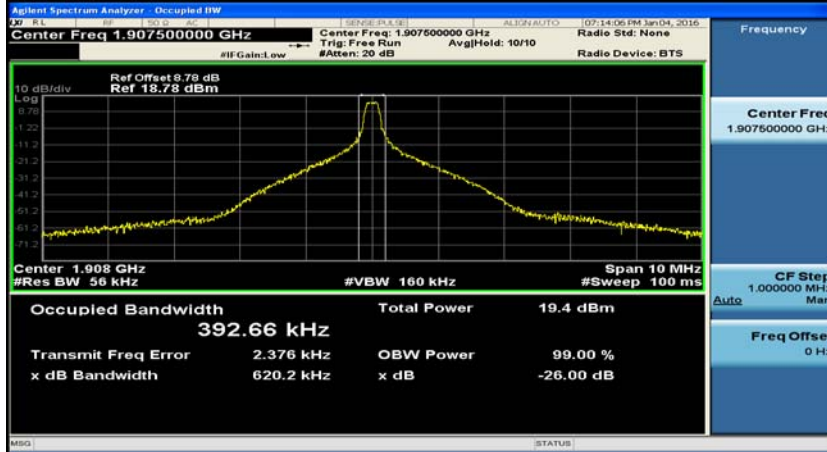 Agilent Spectrum Analyzer - Occupied BW
RL RF 50 Ω AC SENSE:PULSE ALIGN AUTO 07:14:06 PM Jan 04, 2016
Center Freq 1.907500000 GHz Center Freq: 1.907500000 GHz Radio Std: None
Trig: Free Run Avg|Hold: 10/10
#IFGain:Low #Atten: 20 dB Radio Device: BTS
Ref Offset 8.78 dB
10 dB/div Ref 18.78 dBm
Log
8.78
-1.22
-11.2
-21.2
-31.2
-41.2
-51.2
-61.2
-71.2
Center 1.908 GHz Span 10 MHz
#Res BW 56 kHz #VBW 160 kHz #Sweep 100 ms
Occupied Bandwidth Total Power 19.4 dBm
392.66 kHz
Transmit Freq Error 2.376 kHz OBW Power 99.00 %
x dB Bandwidth 620.2 kHz x dB -26.00 dB
MSG STATUS
Frequency
Center Freq
1.907500000 GHz
CF Step
1.000000 MHz
Auto Man
Freq Offse
0 Hz